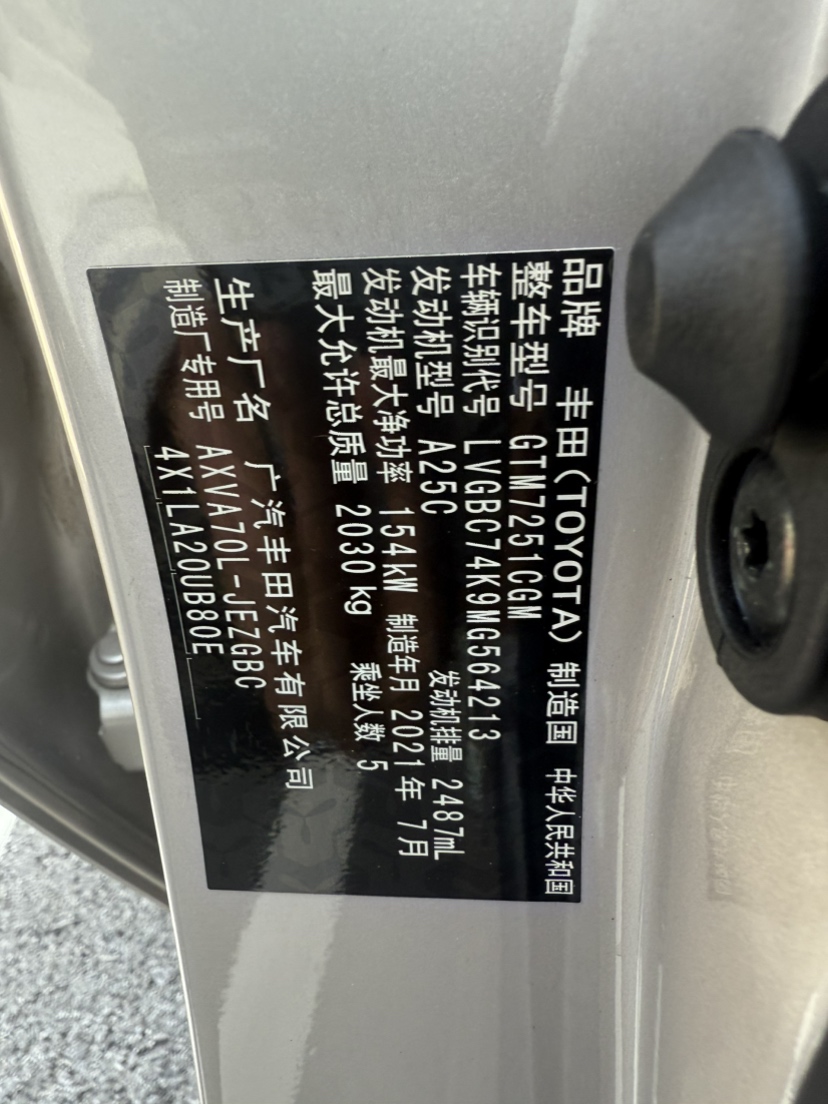 品牌 丰田(TOYOTA) 制造国 中华人民共和国
整车型号 GTM7251CGM
车辆识别代号 LVGBC74K9MG564213
发动机型号 A25C 发动机排量 2487mL
发动机最大净功率 154kW 制造年月 2021年 7月
最大允许总质量 2030kg 乘坐人数 5
生产厂名 广汽丰田汽车有限公司
制造厂专用号 AXVA70L-JEZGBC
4X1LA20UB80E